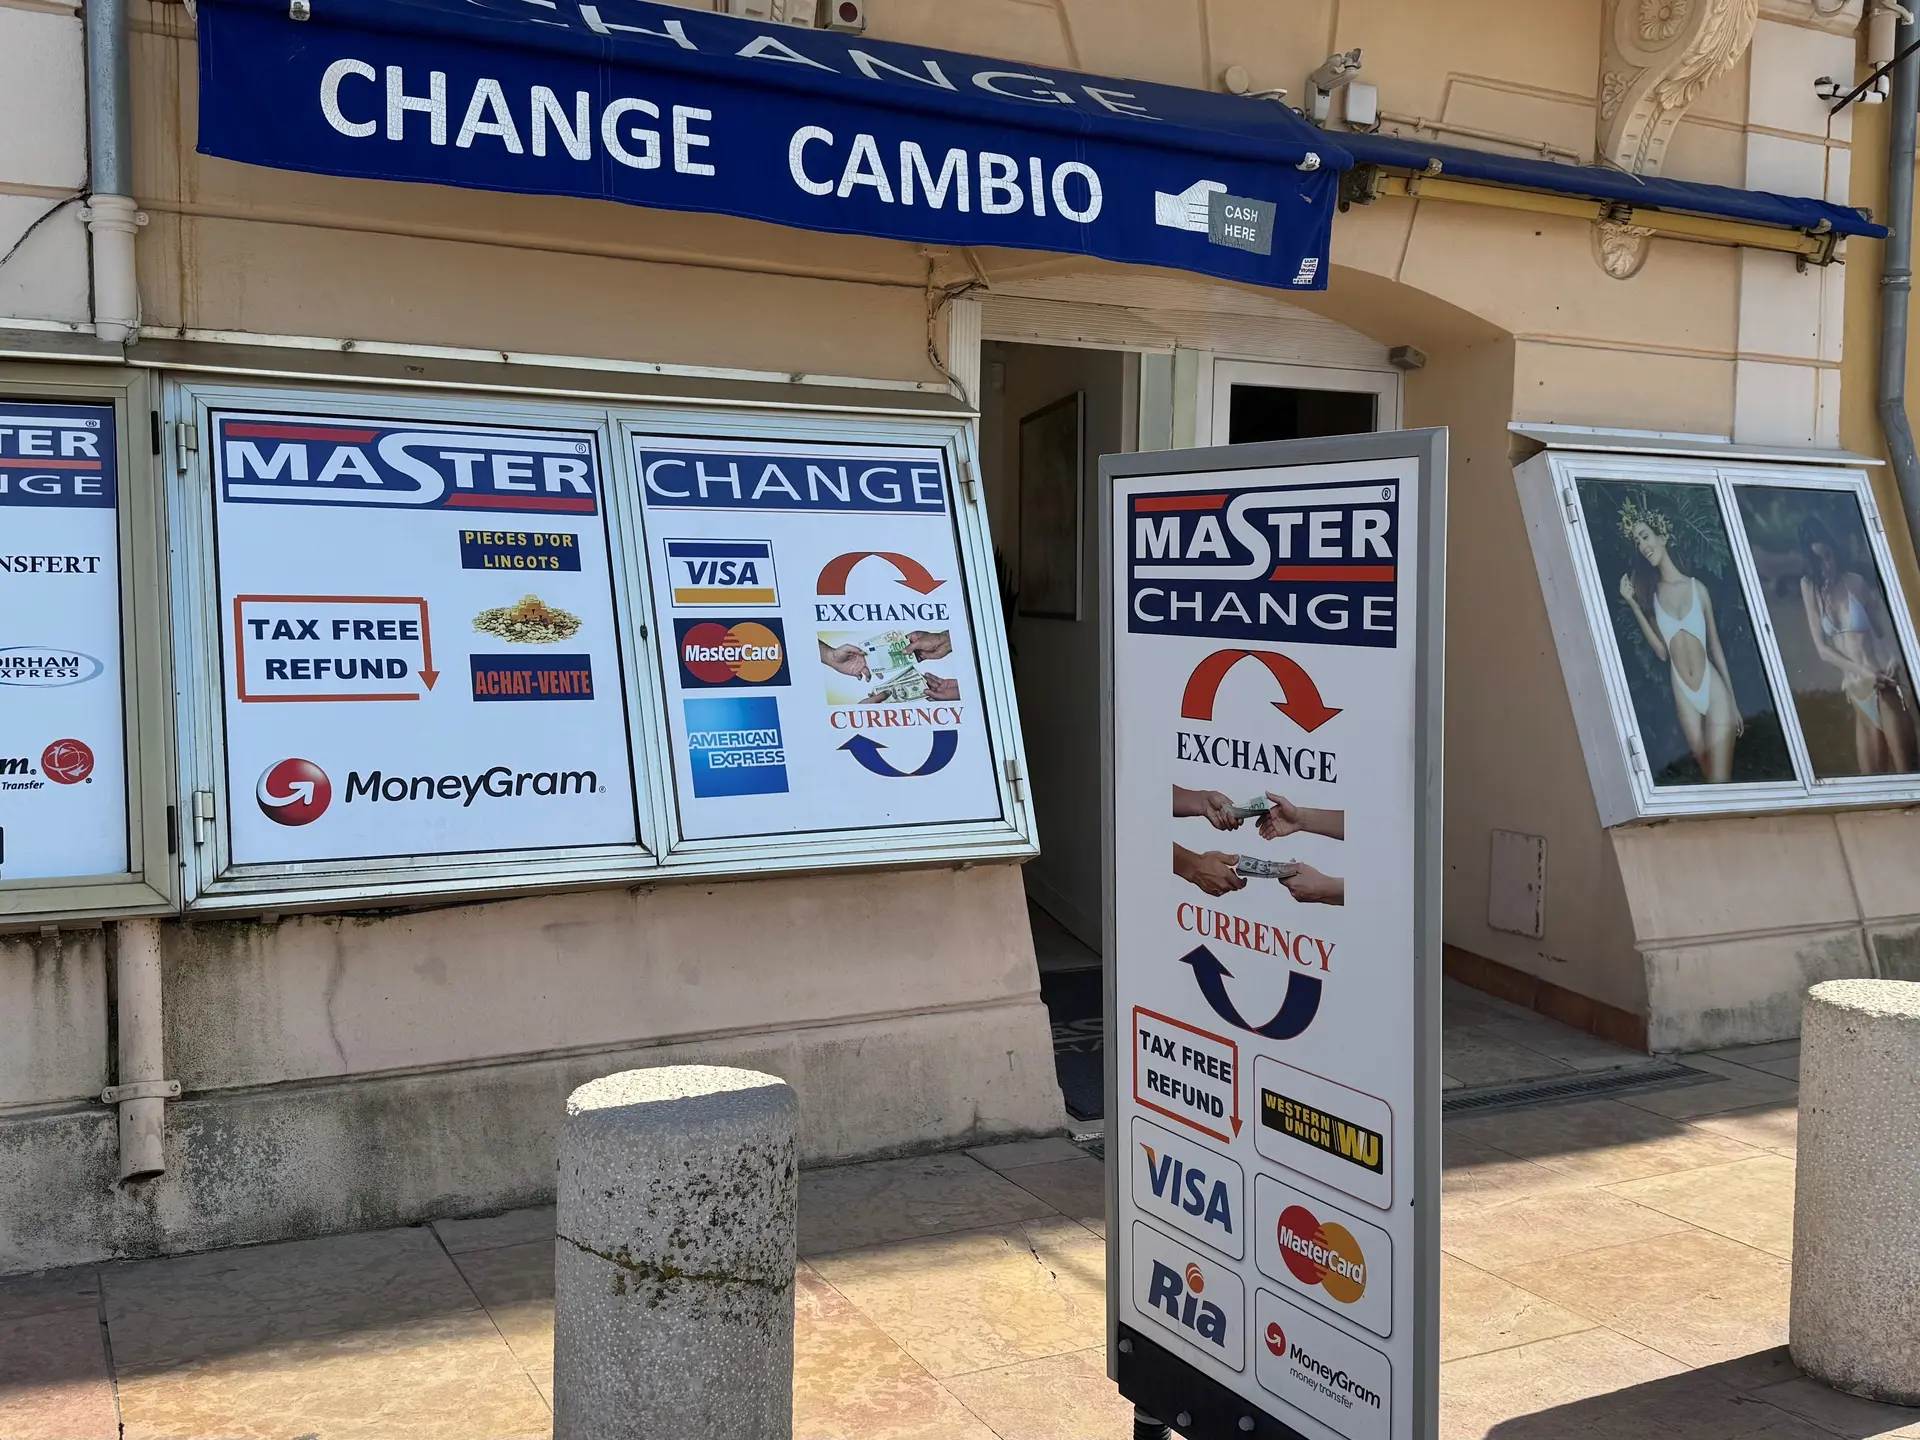 CHANGE
CHANGE CAMBIO
CASH
HERE
TER
NGE
NSFERT
DIRHAM
EXPRESS
m.
Transfer
MASTER
PIECES D'OR
LINGOTS
TAX FREE
REFUND
ACHAT-VENTE
MoneyGram
CHANGE
VISA
EXCHANGE
MasterCard
CURRENCY
AMERICAN
EXPRESS
MASTER
CHANGE
EXCHANGE
CURRENCY
TAX FREE
REFUND
WESTERN
UNION WU
VISA
MasterCard
Ria
MoneyGram
money transfer